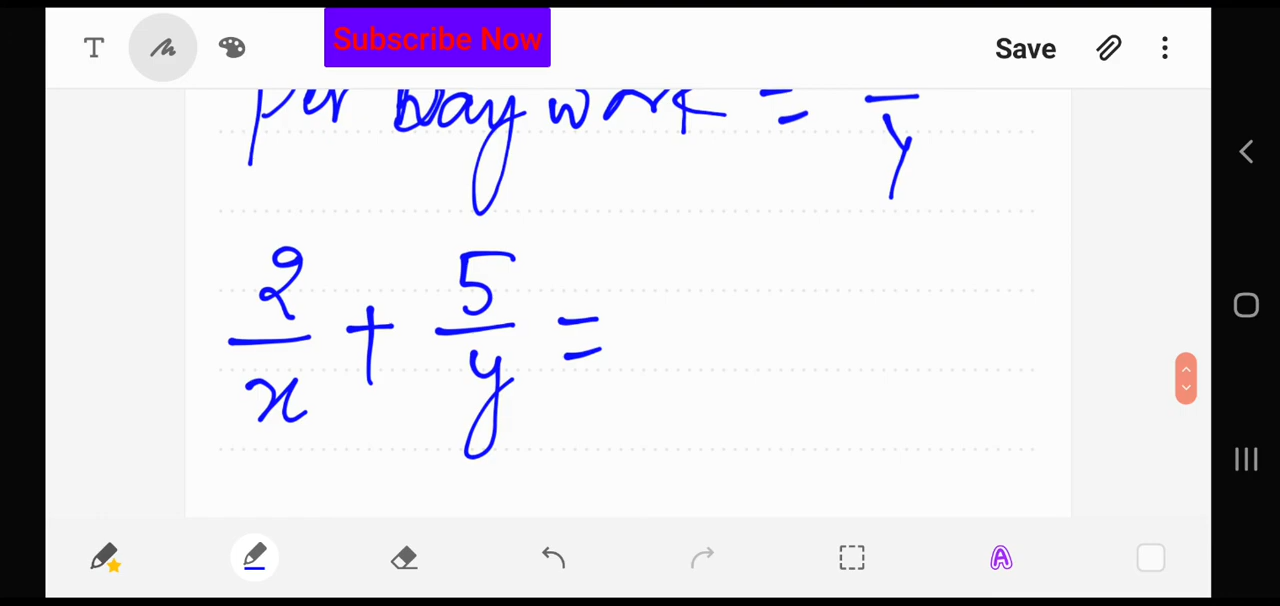 T
Subscribe Now
Save
Per Day work = 1/y
2/x + 5/y =
A